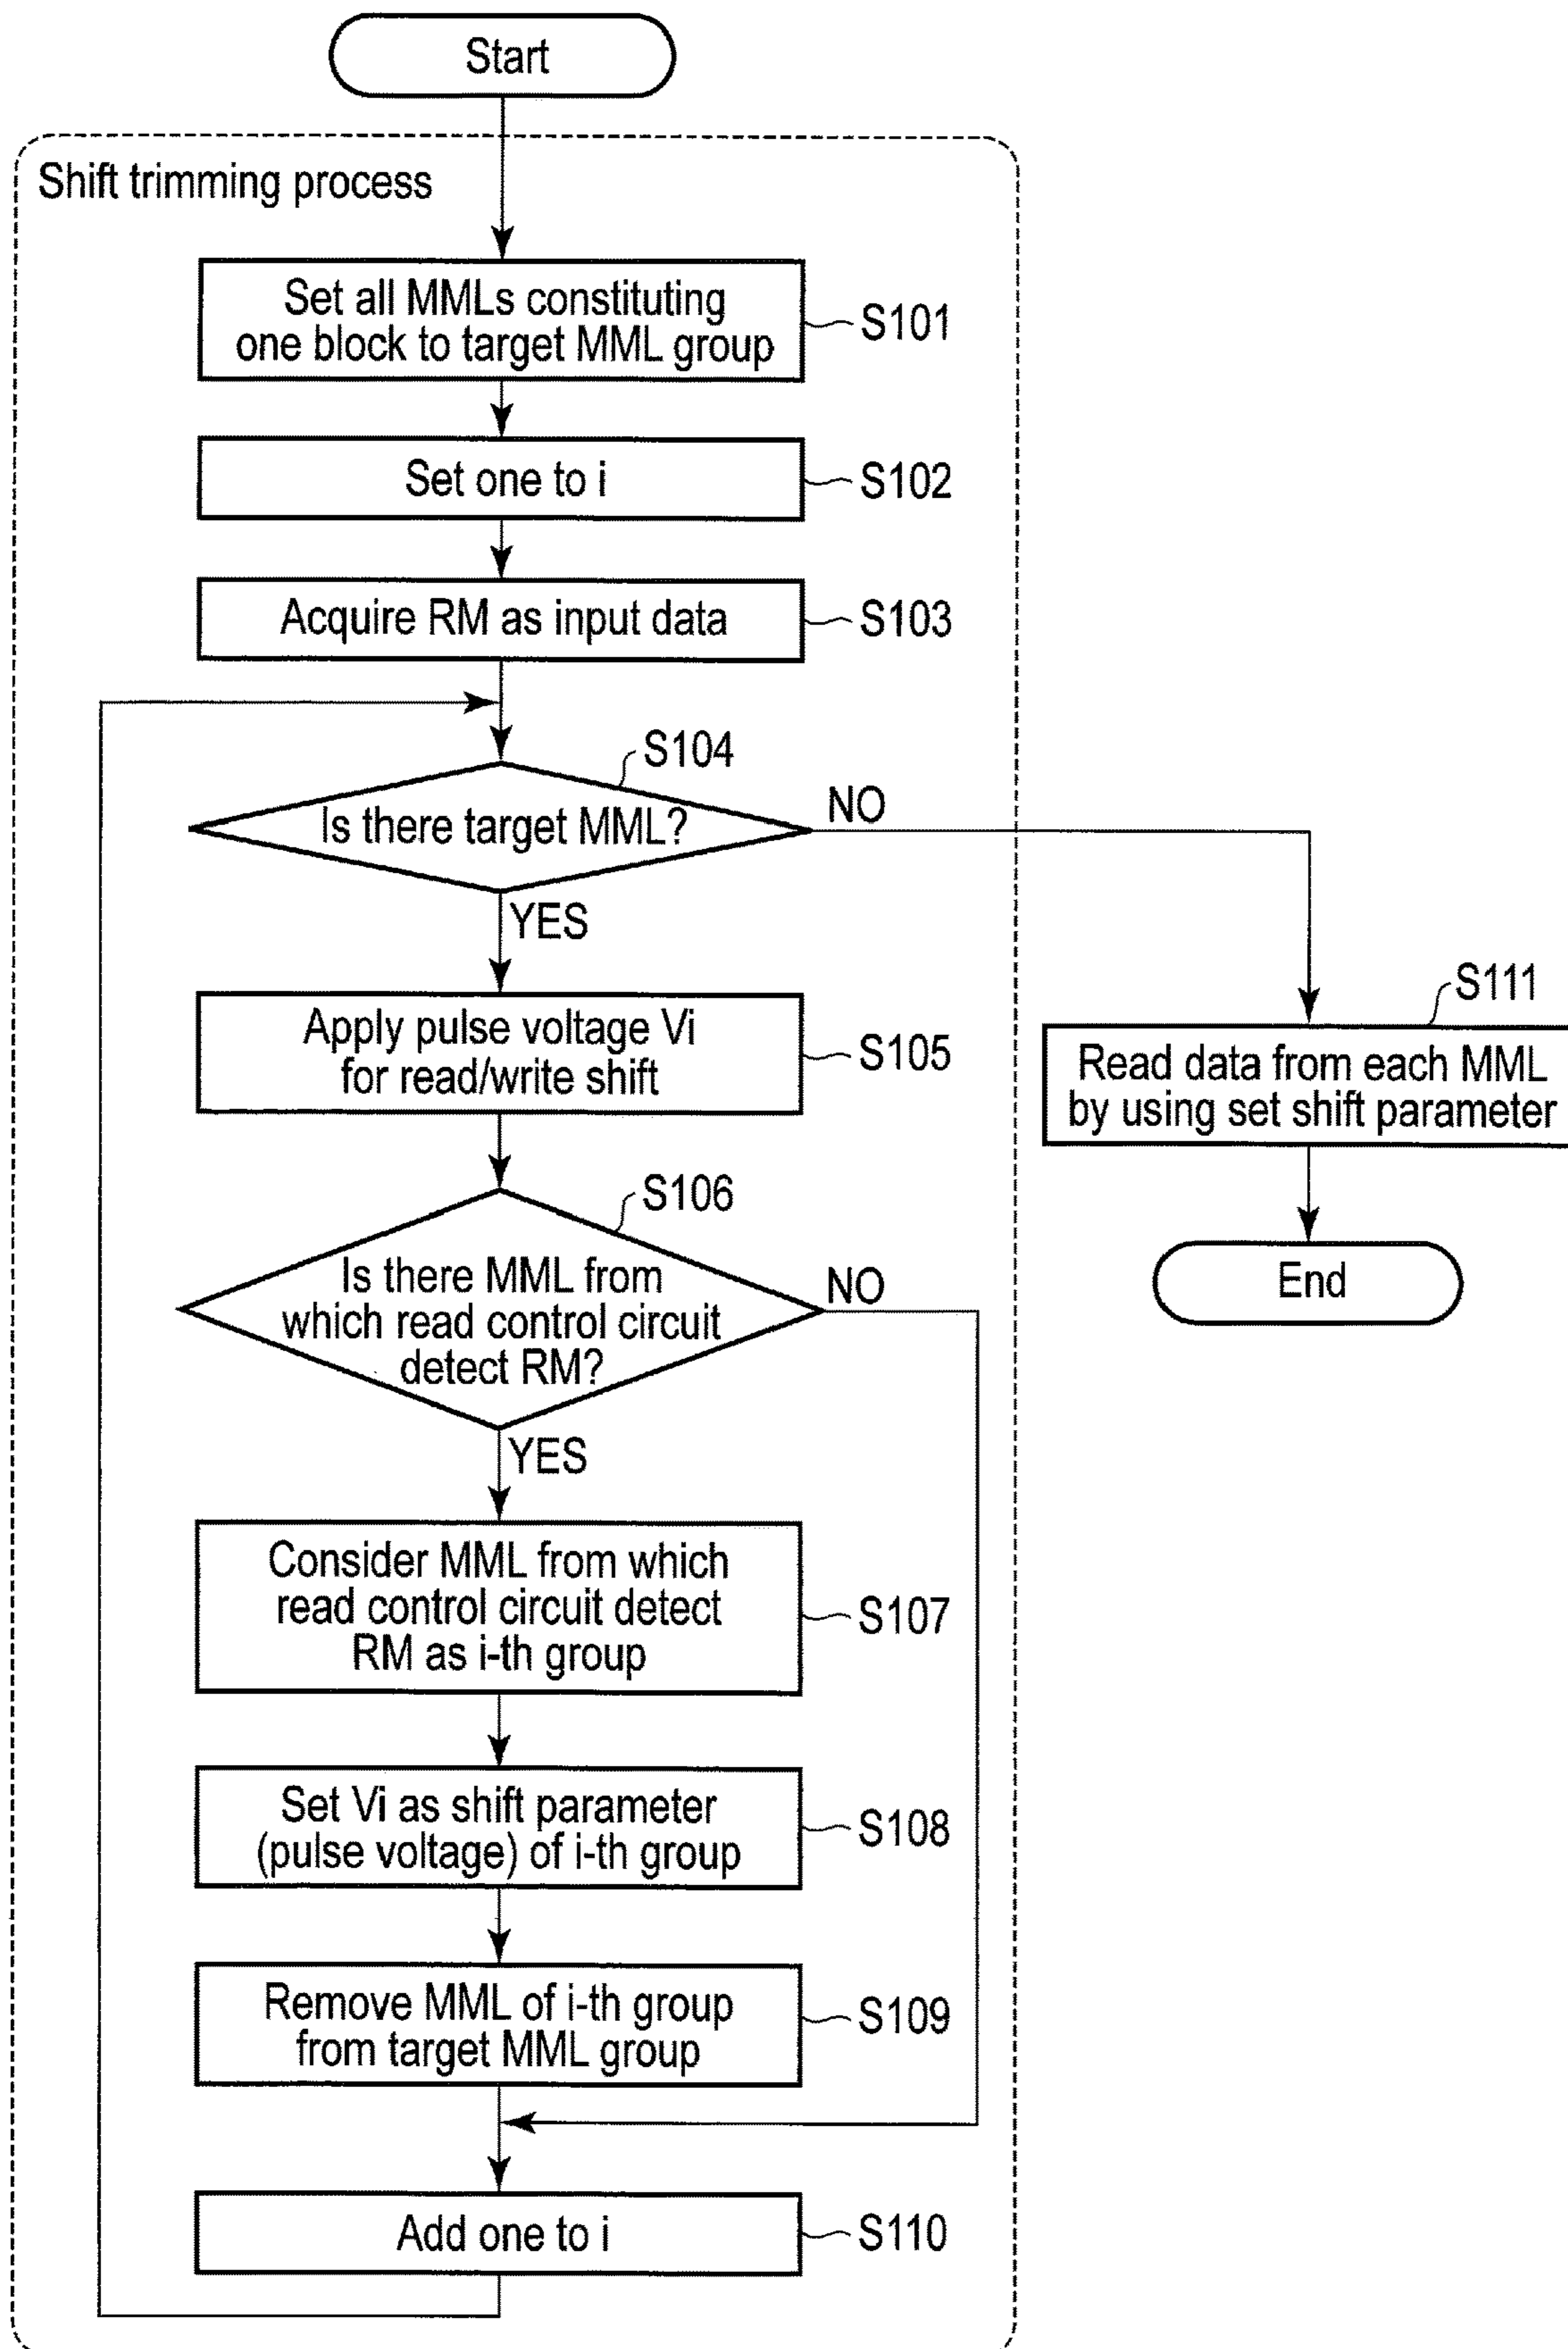 Start
Shift trimming process
Set all MMLs constituting
one block to target MML group
S101
Set one to i
S102
Acquire RM as input data
S103
S104
Is there target MML?
NO
YES
Apply pulse voltage Vi
for read/write shift
S105
S111
Read data from each MML
by using set shift parameter
End
S106
Is there MML from
which read control circuit
detect RM?
NO
YES
Consider MML from which
read control circuit detect
RM as i-th group
S107
Set Vi as shift parameter
(pulse voltage) of i-th group
S108
Remove MML of i-th group
from target MML group
S109
Add one to i
S110